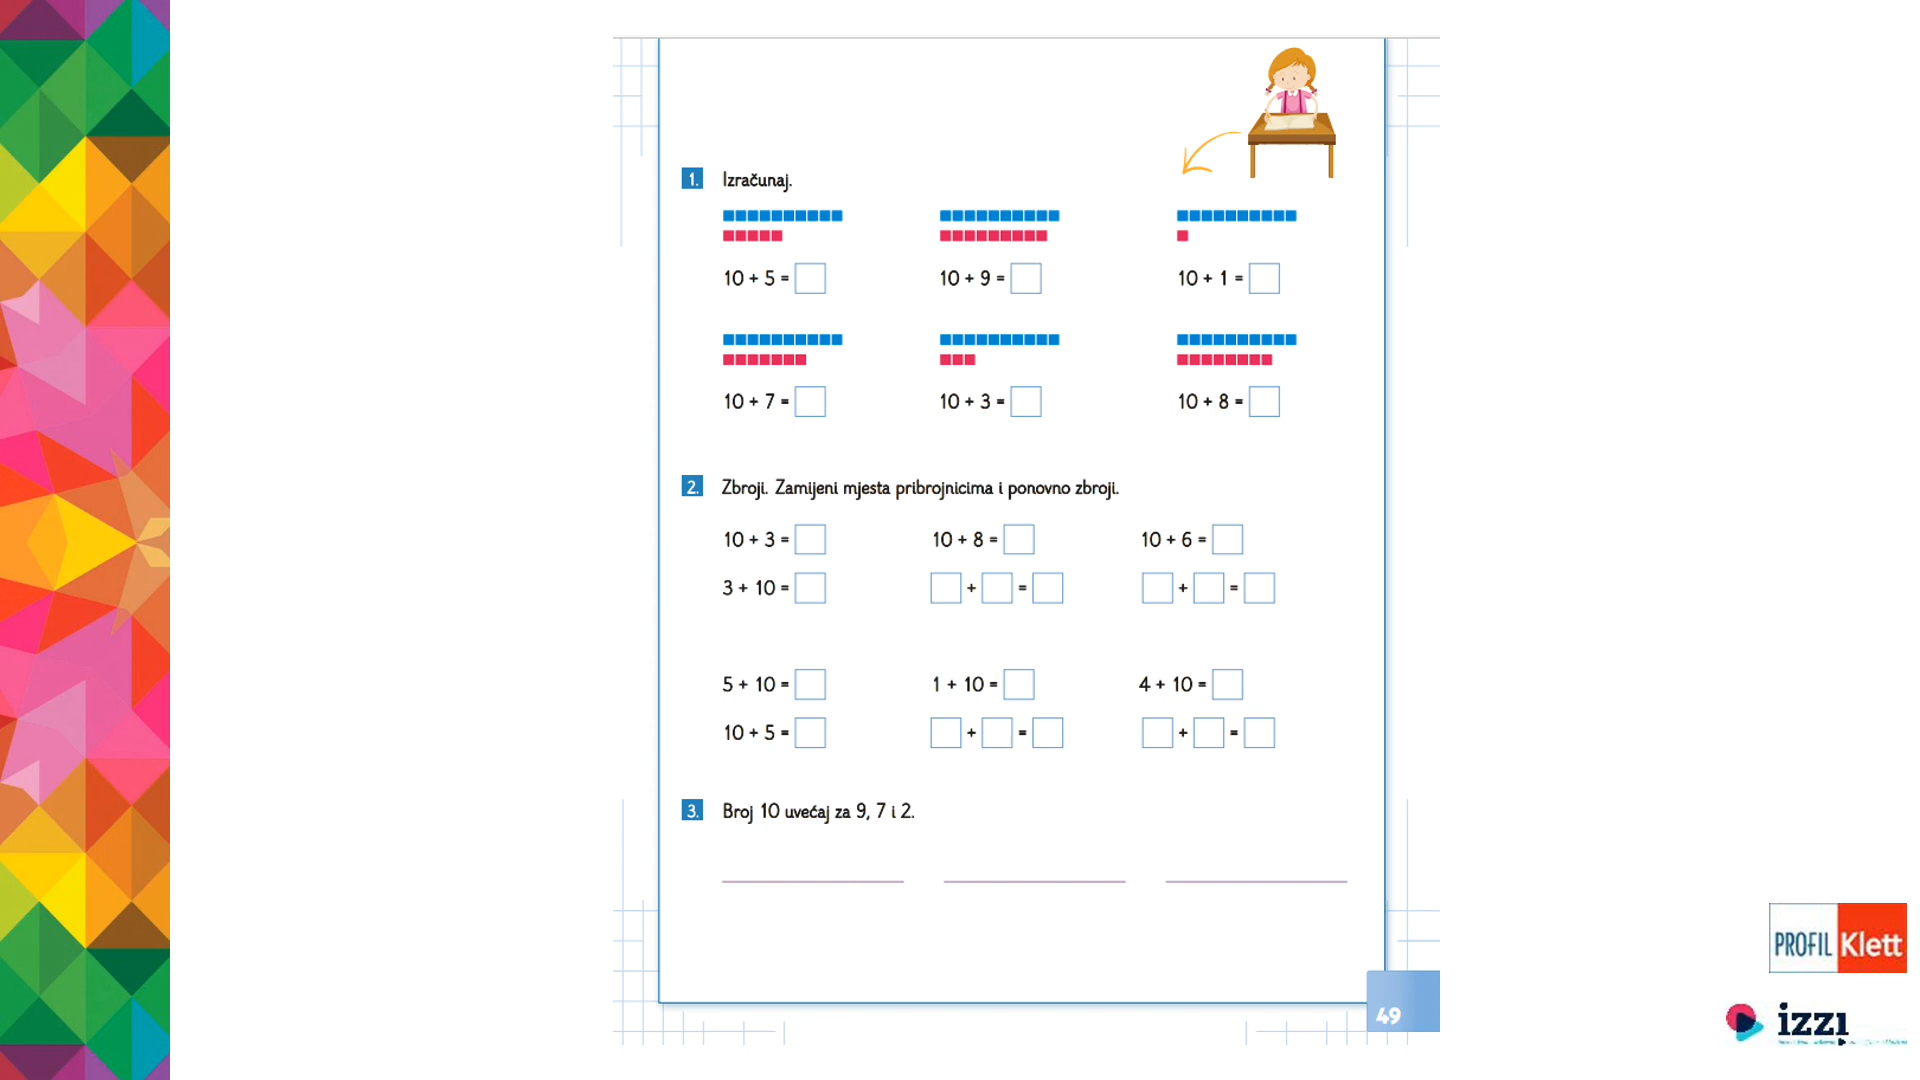 1. Izračunaj.
10 + 5 =
10 + 9 =
10 + 1 =
10 + 7 =
10 + 3 =
10 + 8 =
2. Zbroji. Zamijeni mjesta pribrojnicima i ponovno zbroji.
10 + 3 =
10 + 8 =
10 + 6 =
3 + 10 =
+ =
+ =
5 + 10 =
1 + 10 =
4 + 10 =
10 + 5 =
+ =
+ =
3. Broj 10 uvećaj za 9, 7 i 2.
49
PROFIL Klett
izzi